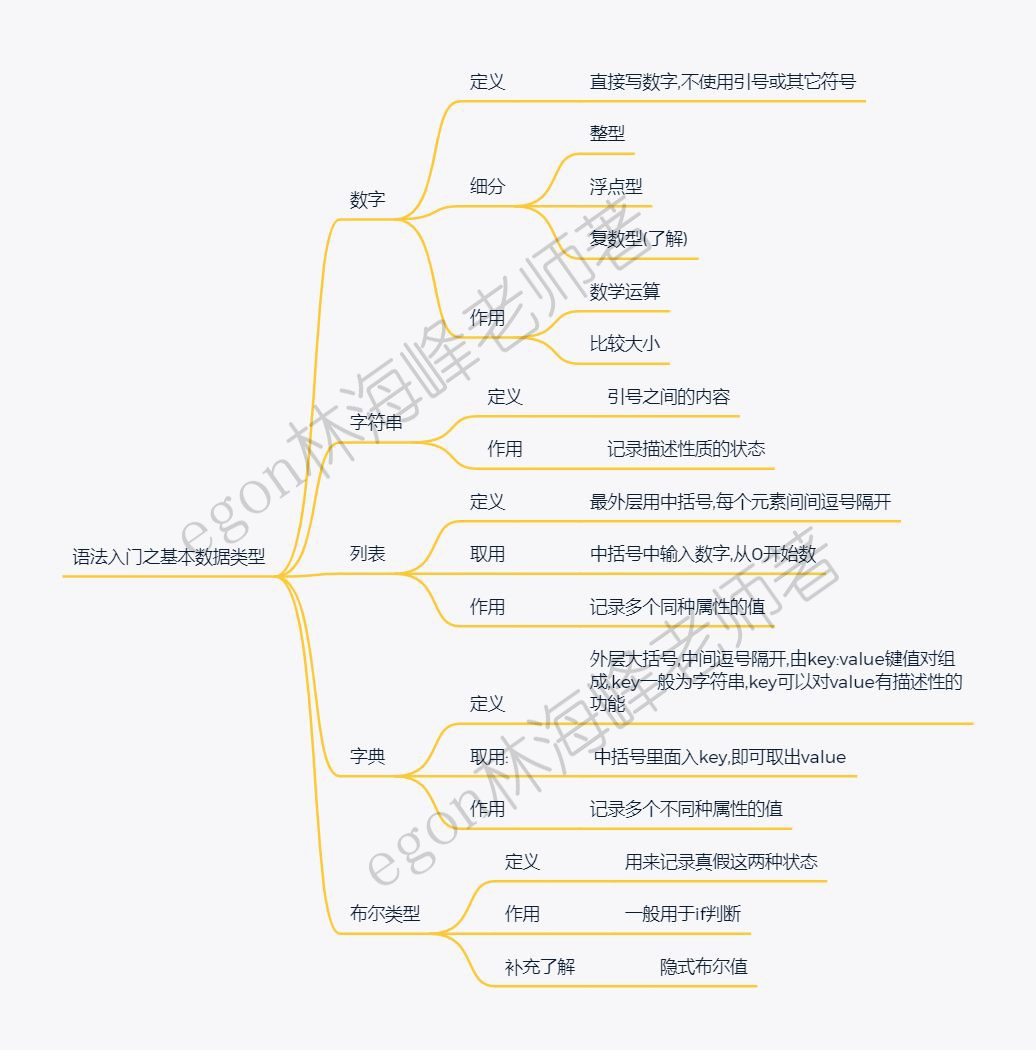 语法入门之基本数据类型
数字
定义
直接写数字,不使用引号或其它符号
细分
整型
浮点型
复数型(了解)
作用
数学运算
比较大小
字符串
定义
引号之间的内容
作用
记录描述性质的状态
列表
定义
最外层用中括号,每个元素间间逗号隔开
取用
中括号中输入数字,从0开始数
作用
记录多个同种属性的值
字典
定义
外层大括号,中间逗号隔开,由key:value键值对组
成,key一般为字符串,key可以对value有描述性的
功能
取用:
中括号里面入key,即可取出value
作用
记录多个不同种属性的值
布尔类型
定义
用来记录真假这两种状态
作用
一般用于if判断
补充了解
隐式布尔值
egon林海峰老师著
egon林海峰老师著